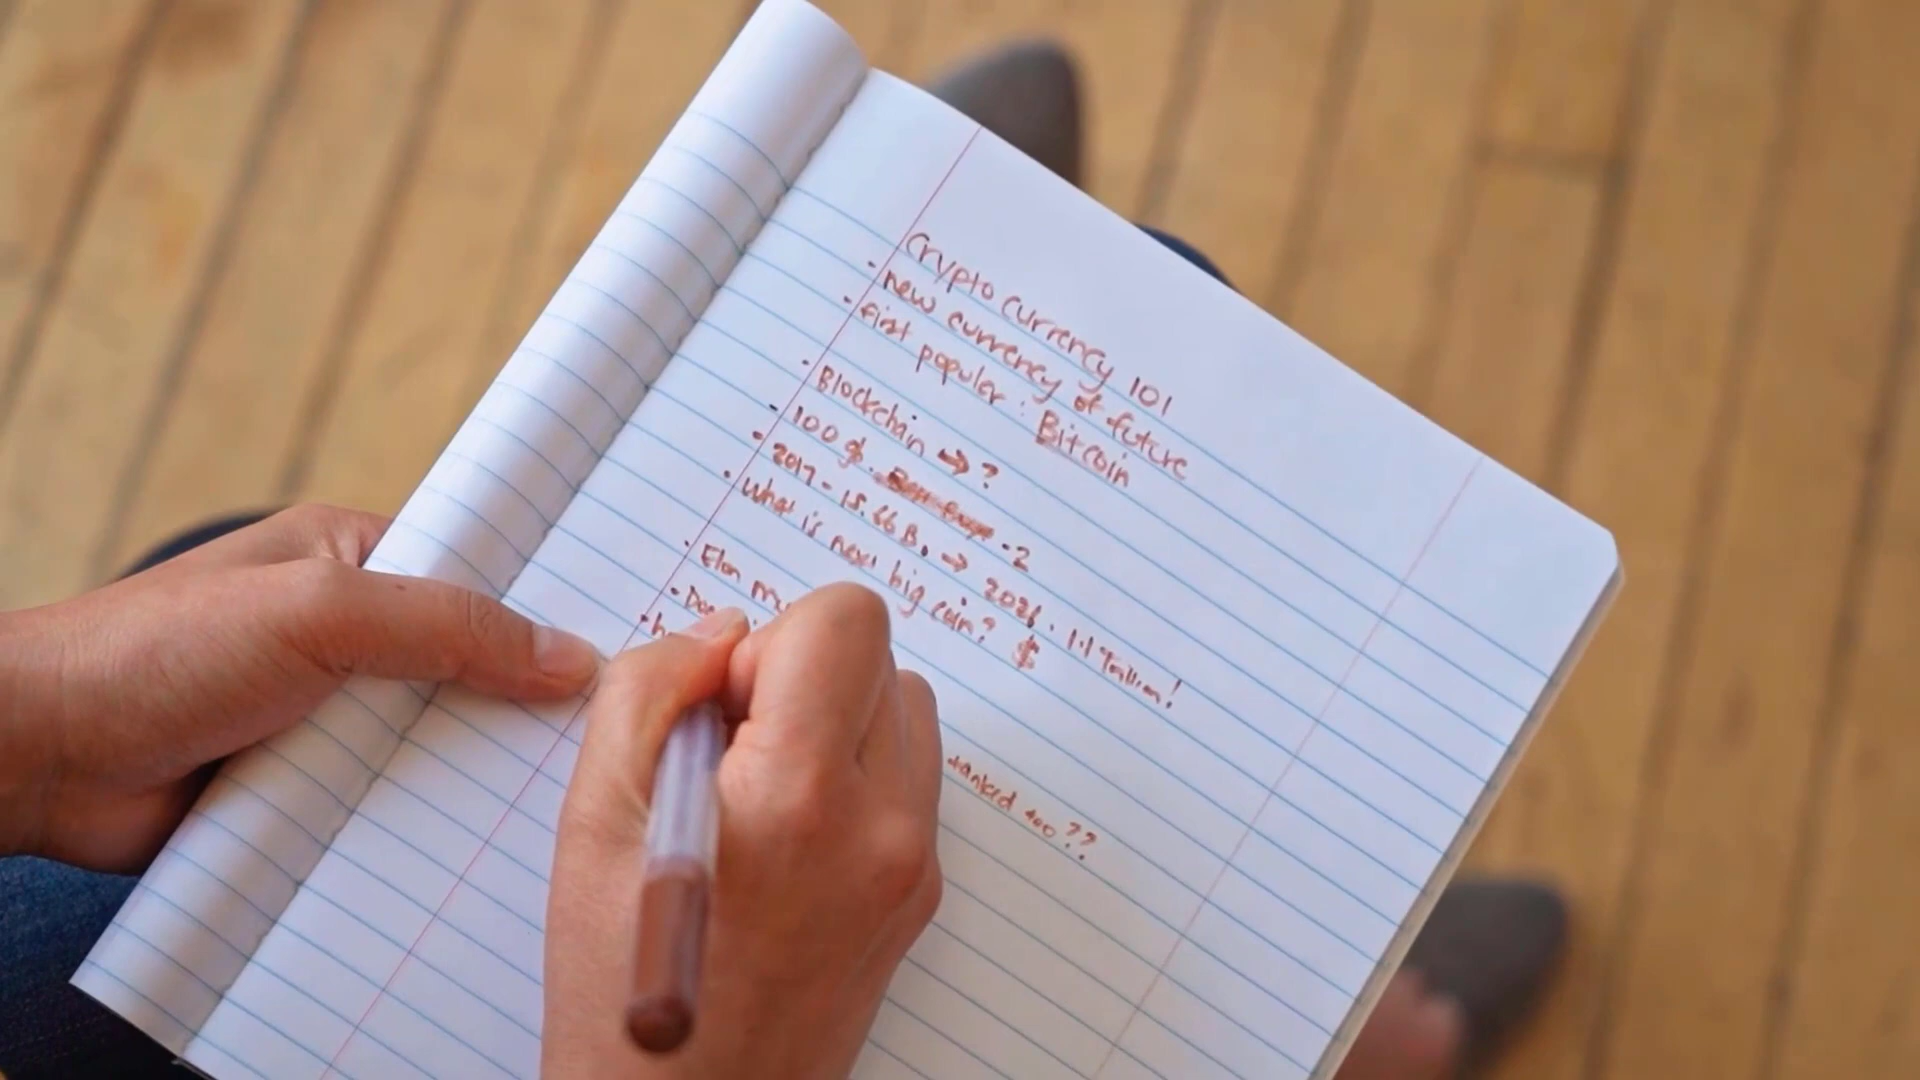 Crypto Currency 101
- new currency of future
- first popular : Bitcoin
- Blockchain → ?
- 100 $. -2
- 2017 - 15.66 B. → 2021. 1.1 Trillion!
- What is next big coin? $
- Elon
tanked too ??